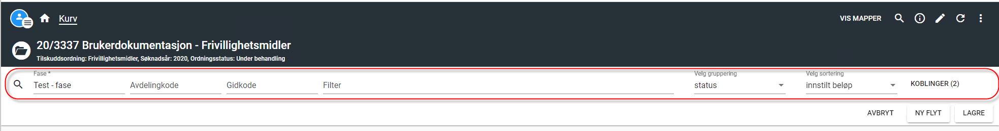 Kurv
VIS MAPPER
20/3337 Brukerdokumentasjon - Frivillighetsmidler
Tilskuddsordning: Frivillighetsmidler, Søknadsår: 2020, Ordningsstatus: Under behandling
Fase *
Velg gruppering
Velg sortering
Test - fase
Avdelingkode
Gidkode
Filter
status
innstilt beløp
KOBLINGER (2)
AVBRYT
NY FLYT
LAGRE